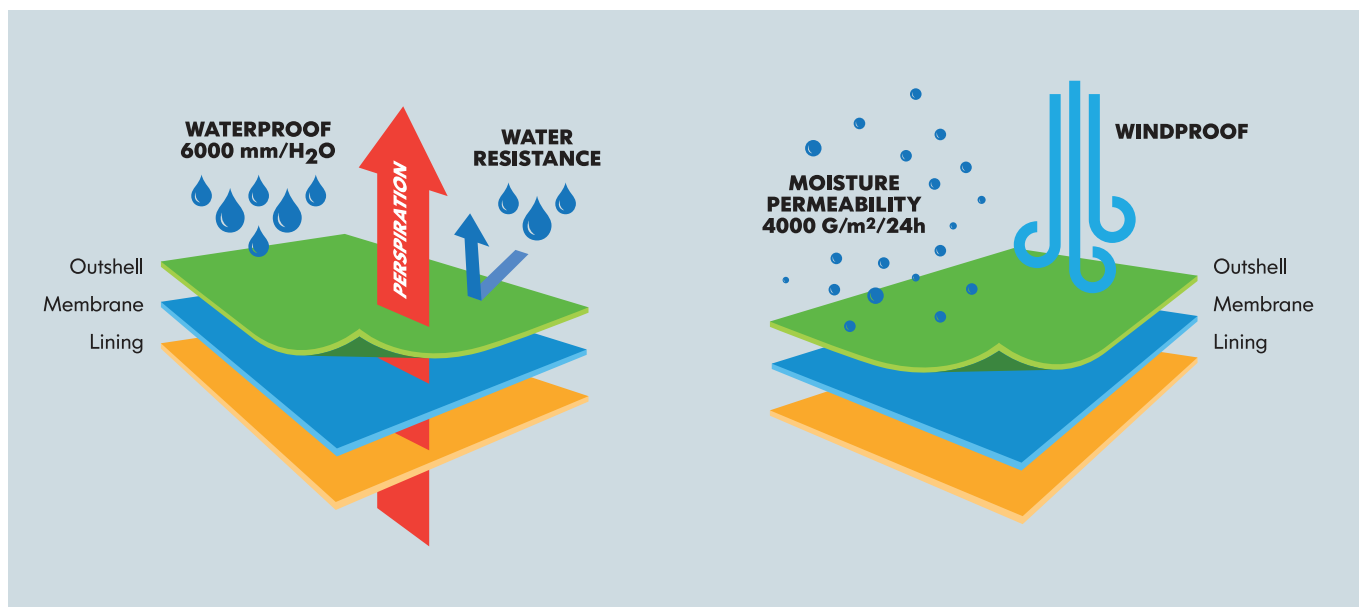 WATERPROOF
6000 mm/H₂O
PERSPIRATION
WATER
RESISTANCE
Outshell
Membrane
Lining
MOISTURE
PERMEABILITY
4000 G/m²/24h
WINDPROOF
Outshell
Membrane
Lining